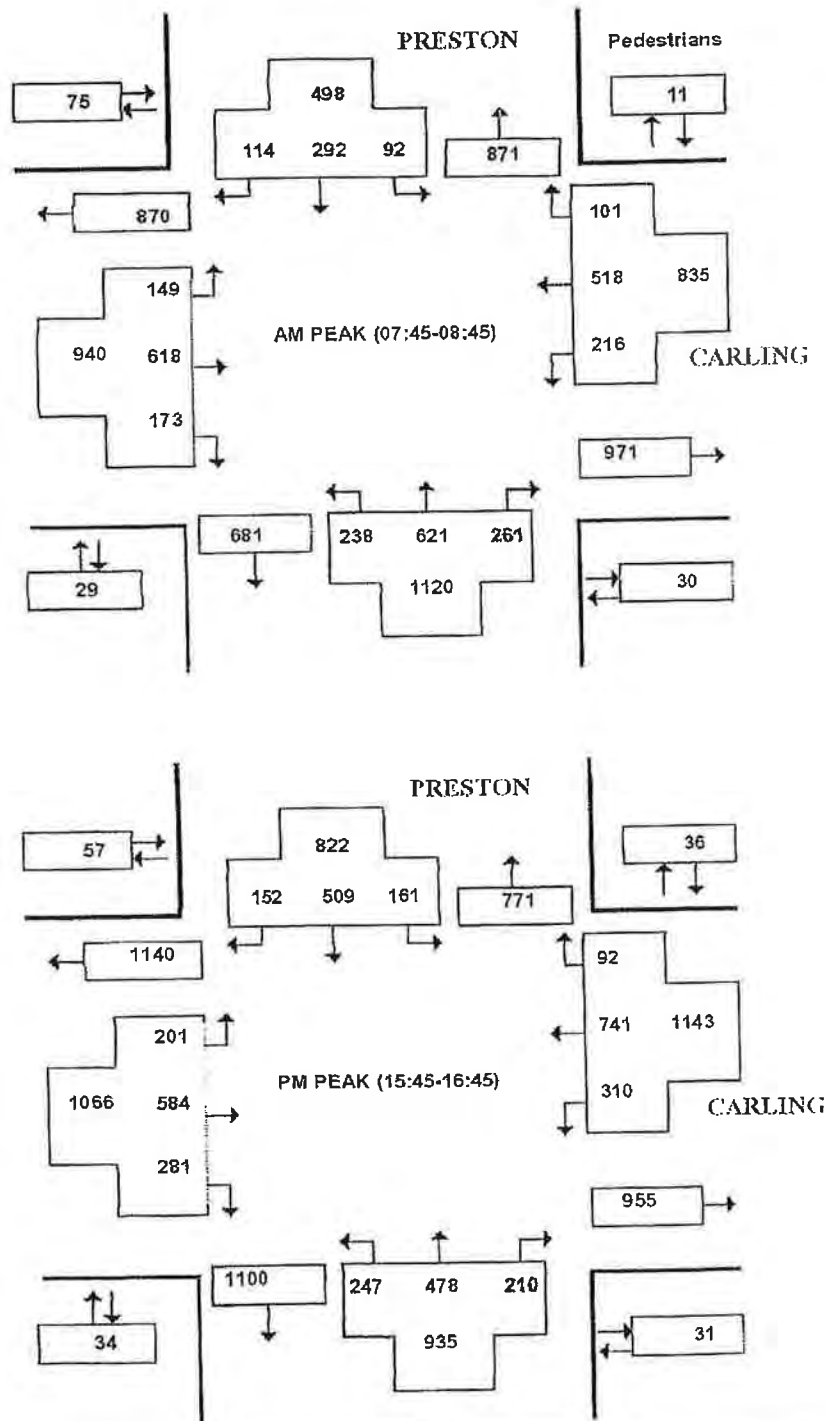 PRESTON
Pedestrians
75
498
11
114 292 92
871
870
101
149
518 835
AM PEAK (07:45-08:45)
940 618
216
CARLING
173
971
681
238 621 261
29
1120
30
PRESTON
57
822
36
152 509 161
771
1140
92
201
741 1143
PM PEAK (15:45-16:45)
1066 584
310
CARLING
281
955
1100
247 478 210
34
935
31